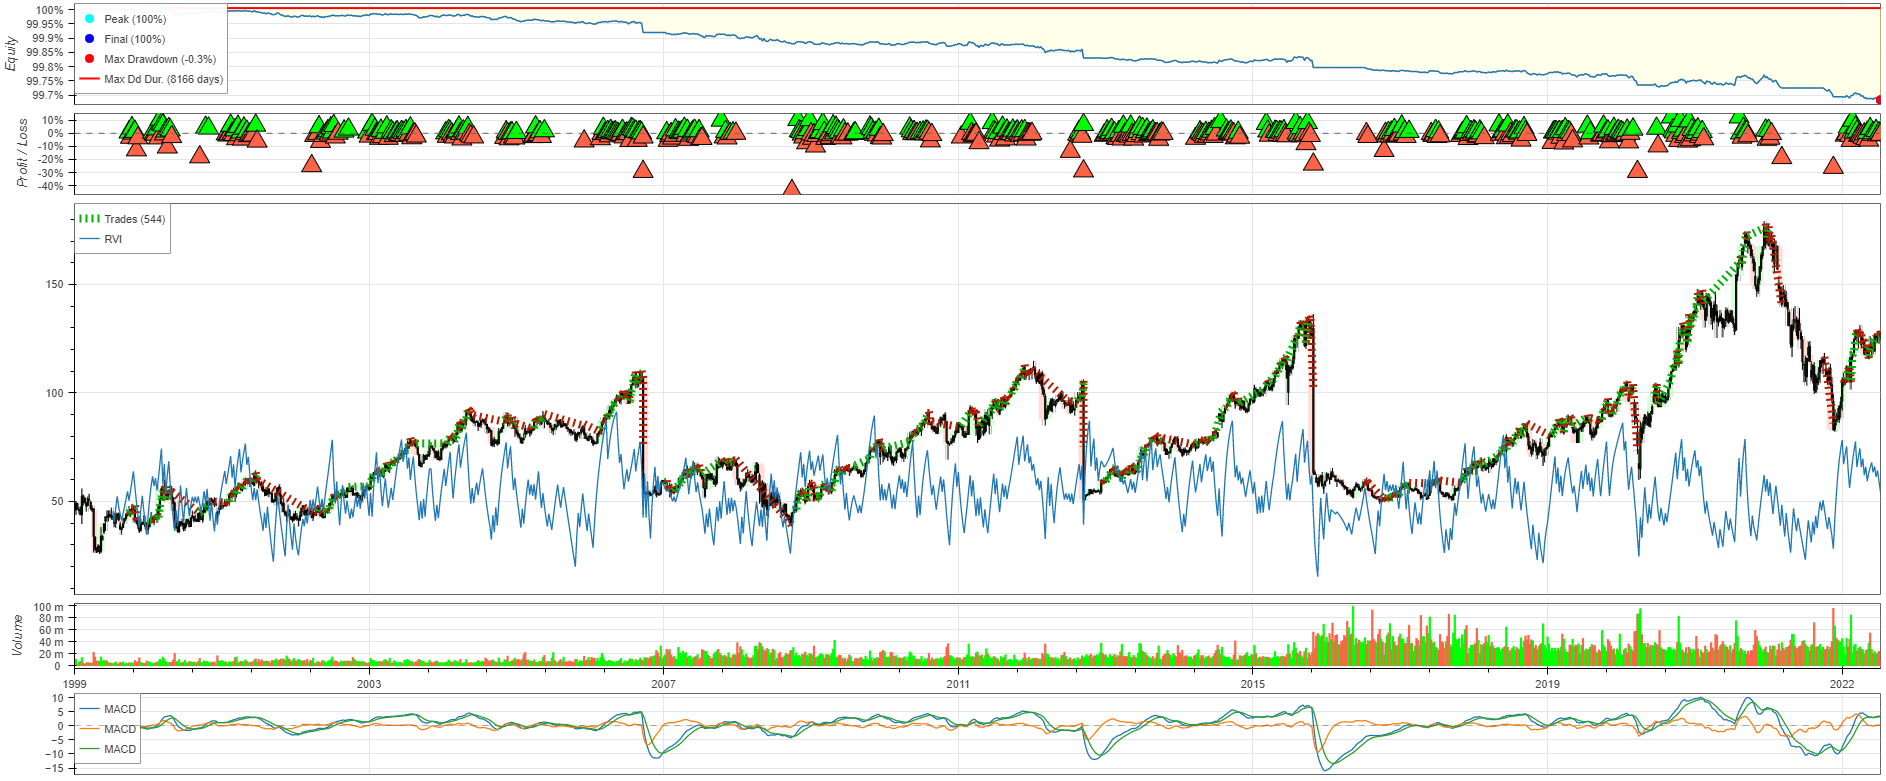 100%
99.95%
99.9%
99.85%
99.8%
99.75%
99.7%
Equity
Peak (100%)
Final (100%)
Max Drawdown (-0.3%)
Max Dd Dur. (8166 days)
10%
0%
-10%
-20%
-30%
-40%
Profit / Loss
Trades (544)
RVI
150
100
50
100 m
80 m
60 m
40 m
20 m
0
Volume
1999
2003
2007
2011
2015
2019
2022
10
5
0
−5
−10
−15
MACD
MACD
MACD